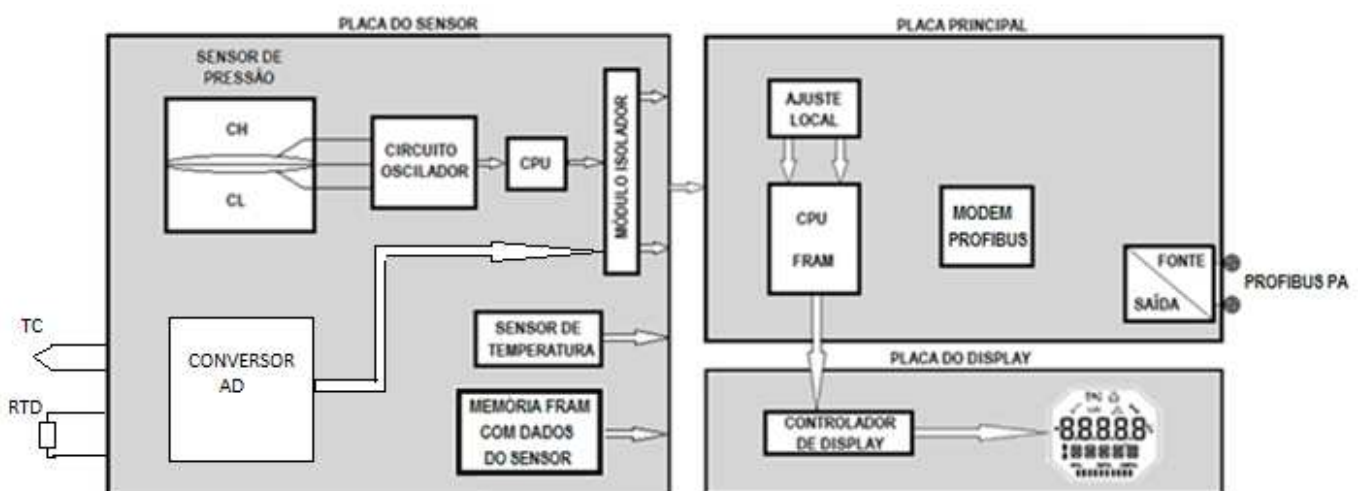 PLACA DO SENSOR
SENSOR DE
PRESSÃO
CH
CL
CIRCUITO
OSCILADOR
CPU
MÓDULO ISOLADOR
TC
RTD
CONVERSOR
AD
SENSOR DE
TEMPERATURA
MEMÓRIA FRAM
COM DADOS
DO SENSOR
PLACA PRINCIPAL
AJUSTE
LOCAL
CPU
FRAM
MODEM
PROFIBUS
FONTE
SAÍDA
PROFIBUS PA
PLACA DO DISPLAY
CONTROLADOR
DE DISPLAY
88888